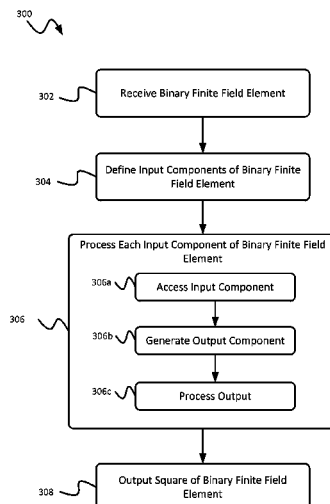 300
302
Receive Binary Finite Field Element
304
Define Input Components of Binary Finite
Field Element
Process Each Input Component of Binary Finite Field
Element
306a
Access Input Component
306
306b
Generate Output Component
306c
Process Output
308
Output Square of Binary Finite Field
Element